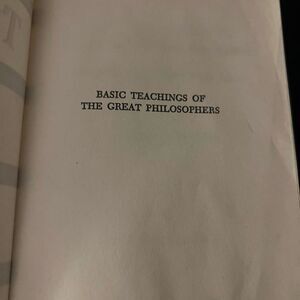 BASIC TEACHINGS OF
THE GREAT PHILOSOPHERS